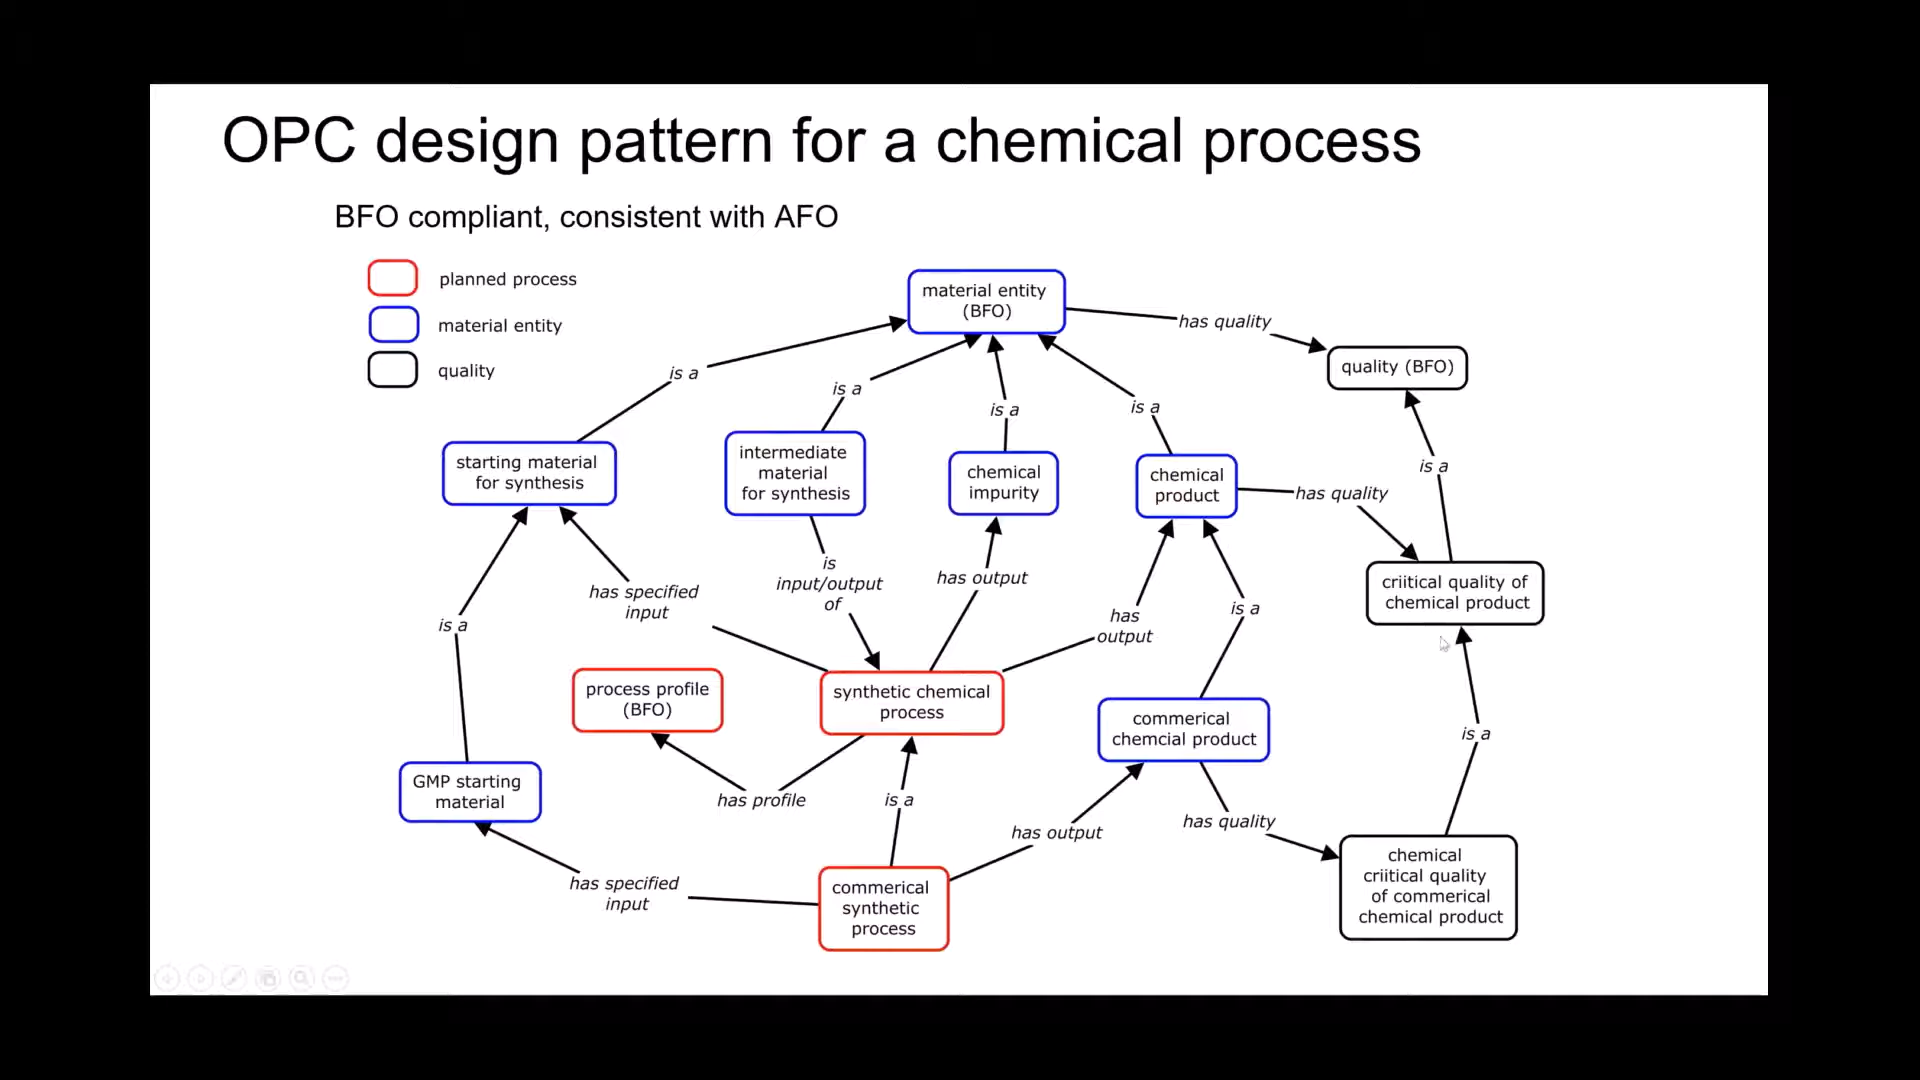 OPC design pattern for a chemical process
BFO compliant, consistent with AFO
planned process
material entity
quality
material entity
(BFO)
has quality
quality (BFO)
is a
is a
is a
is a
is a
starting material
for synthesis
intermediate
material
for synthesis
chemical
impurity
chemical
product
has quality
criitical quality of
chemical product
has specified
input
is
input/output
of
has output
has
output
is a
is a
process profile
(BFO)
synthetic chemical
process
commerical
chemcial product
is a
GMP starting
material
has profile
is a
has output
has quality
has specified
input
commerical
synthetic
process
chemical
criitical quality
of commerical
chemical product